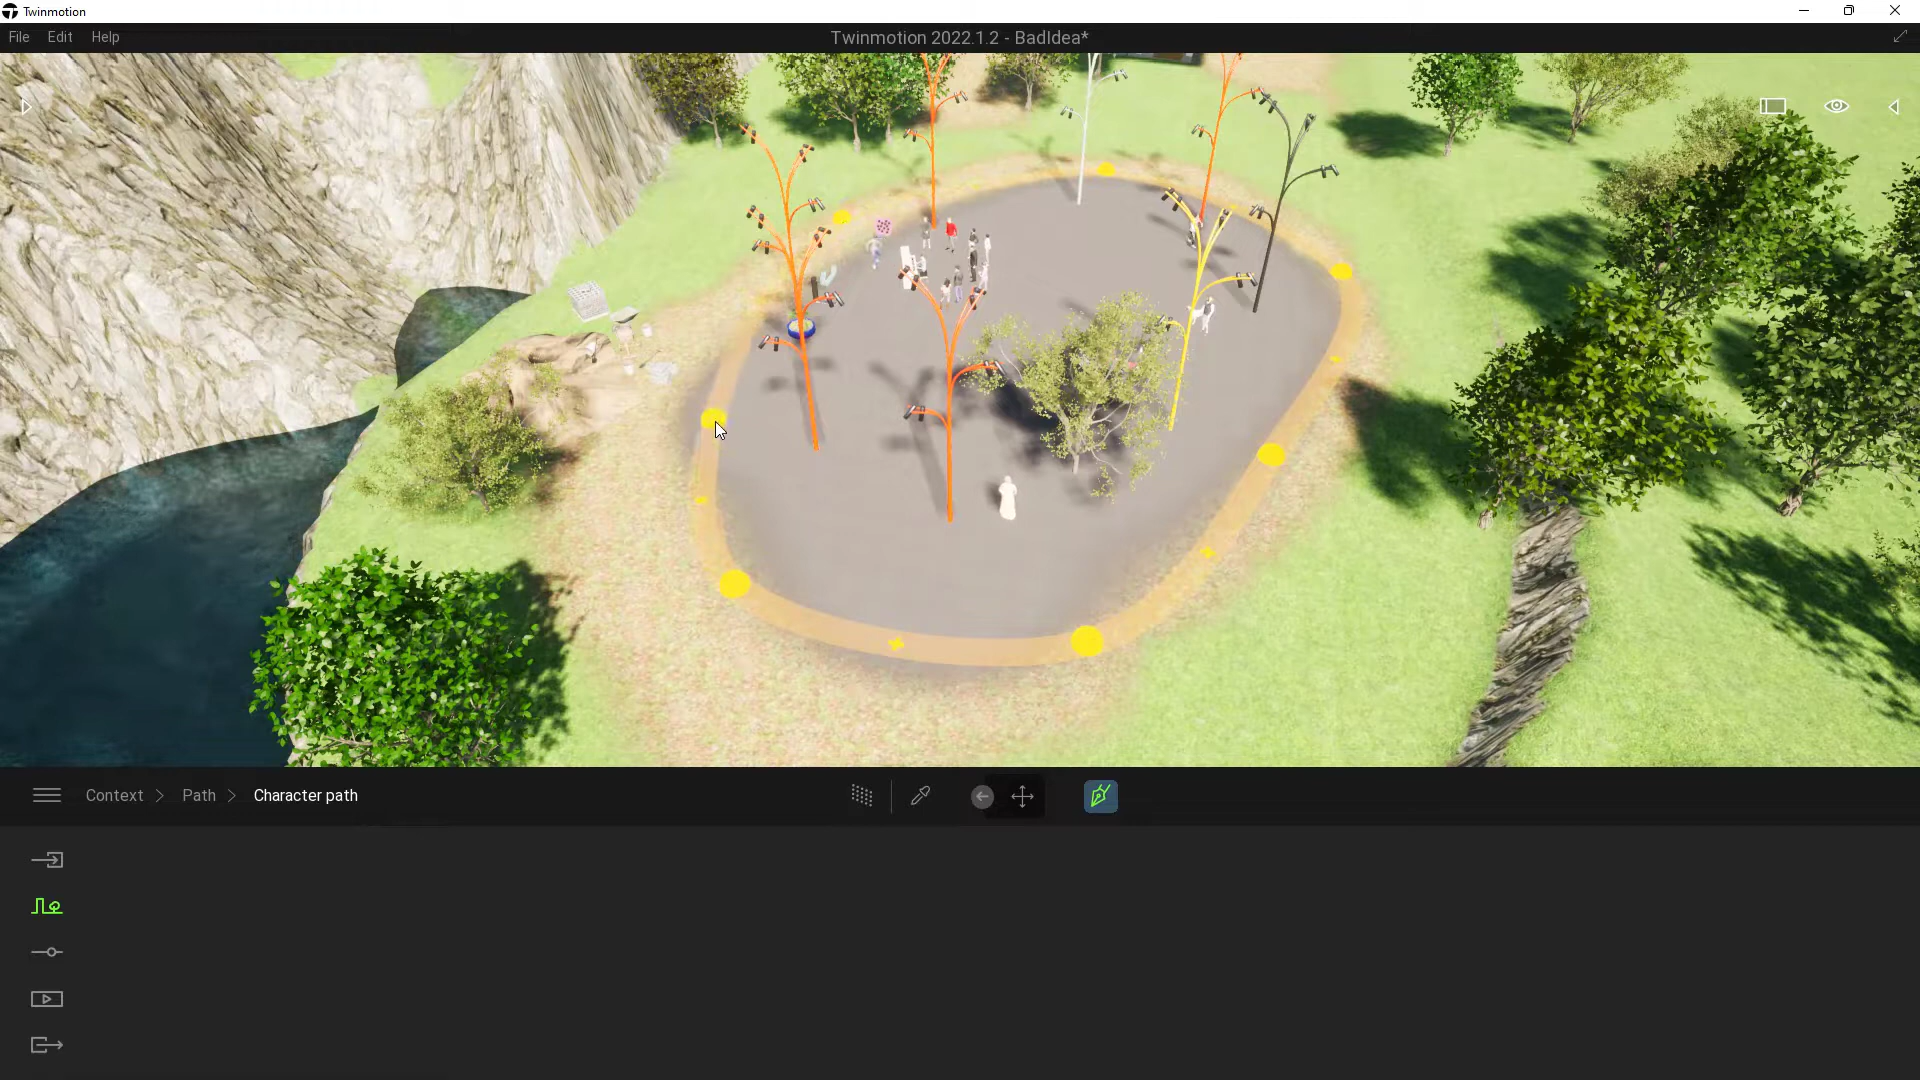 Twinmotion
File Edit Help
Twinmotion 2022.1.2 - BadIdea*
Context Path Character path